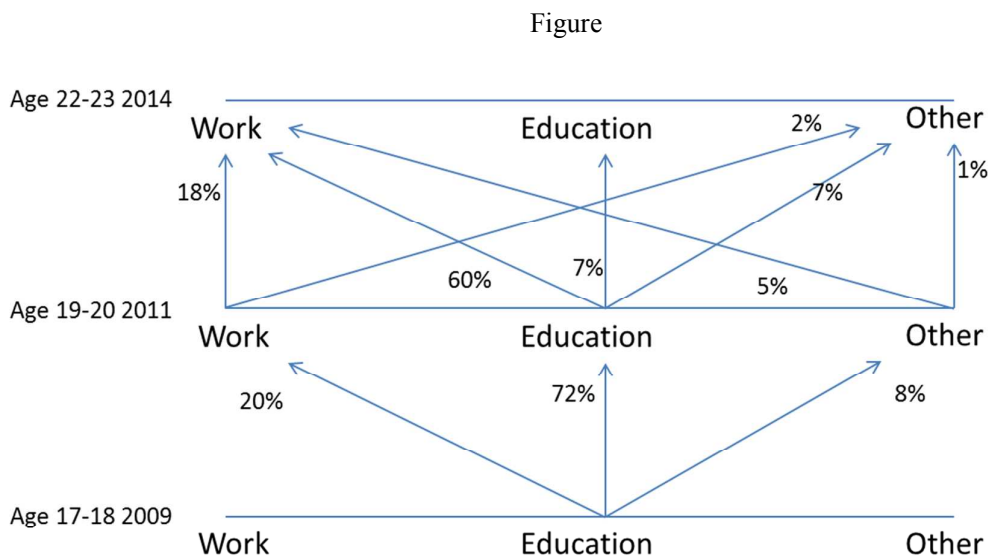 Figure
Age 22-23 2014
Work Education Other
2%
18% 7% 1%
60% 7% 5%
Age 19-20 2011
Work Education Other
20% 72% 8%
Age 17-18 2009
Work Education Other